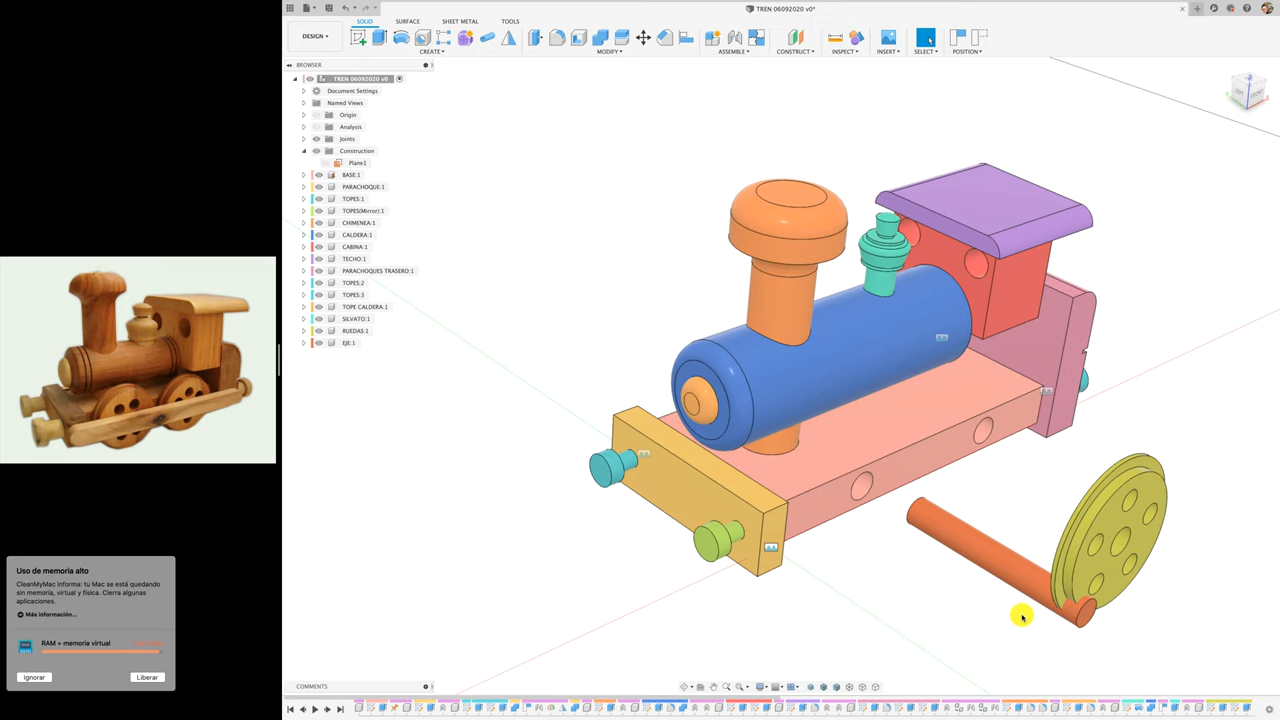 TREN 06092020 v0*
SOLID
SURFACE
SHEET METAL
TOOLS
DESIGN
CREATE
MODIFY
ASSEMBLE
CONSTRUCT
INSPECT
INSERT
SELECT
POSITION
BROWSER
TREN 06092020 v0
Document Settings
Named Views
Origin
Analysis
Joints
Construction
Plane1
BASE:1
PARACHOQUE:1
TOPES:1
TOPES(Mirror):1
CHIMENEA:1
CALDERA:1
CABINA:1
TECHO:1
PARACHOQUES TRASERO:1
TOPES:2
TOPES:3
TOPE CALDERA:1
SILVATO:1
RUEDAS:1
EJE:1
Uso de memoria alto
CleanMyMac informa: tu Mac se está quedando
sin memoria, virtual y física. Cierra algunas
aplicaciones.
Más información...
RAM + memoria virtual
Ignorar
Liberar
COMMENTS